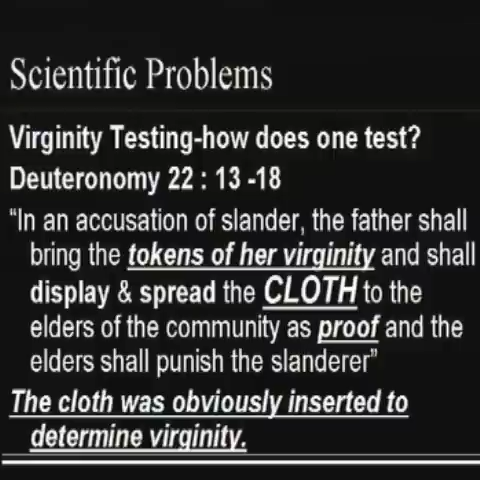 Scientific Problems
Virginity Testing-how does one test?
Deuteronomy 22 : 13 -18
“In an accusation of slander, the father shall
bring the tokens of her virginity and shall
display & spread the CLOTH to the
elders of the community as proof and the
elders shall punish the slanderer”
The cloth was obviously inserted to
determine virginity.